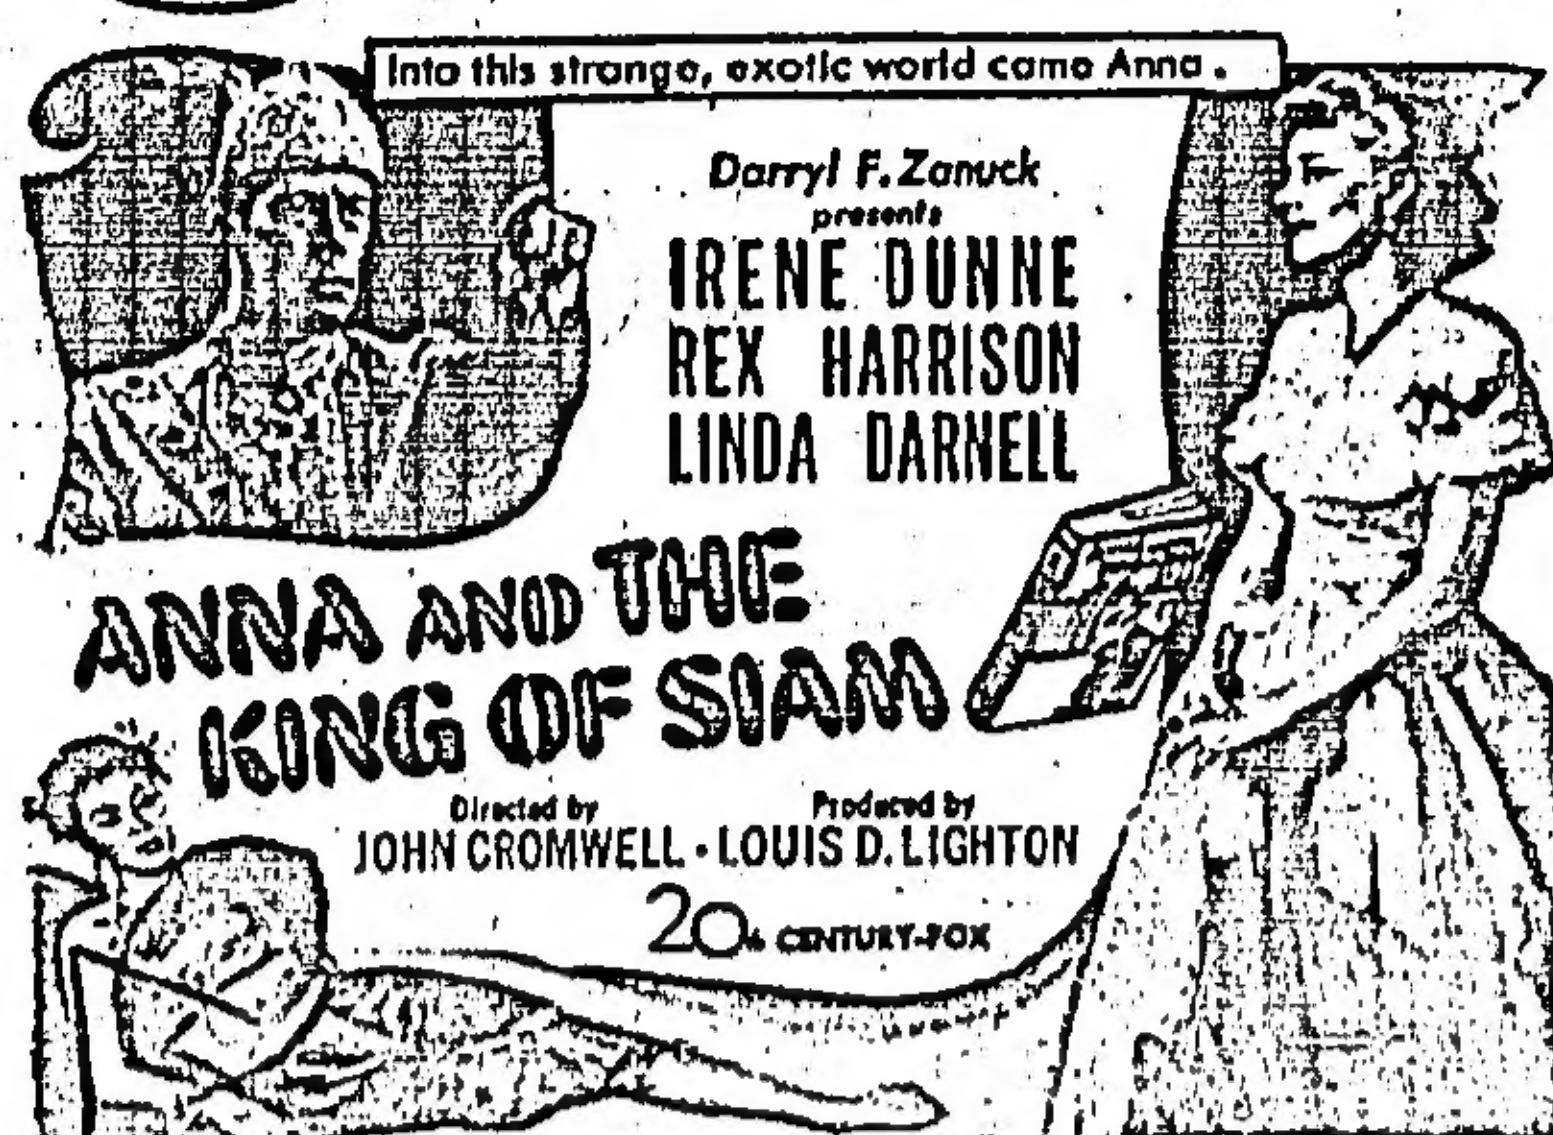 Into this strange, exotic world came Anna .
Darryl F. Zanuck
presents
IRENE DUNNE
REX HARRISON
LINDA DARNELL
ANNA AND THE
KING OF SIAM
Directed by Produced by
JOHN CROMWELL • LOUIS D. LIGHTON
20th CENTURY-FOX